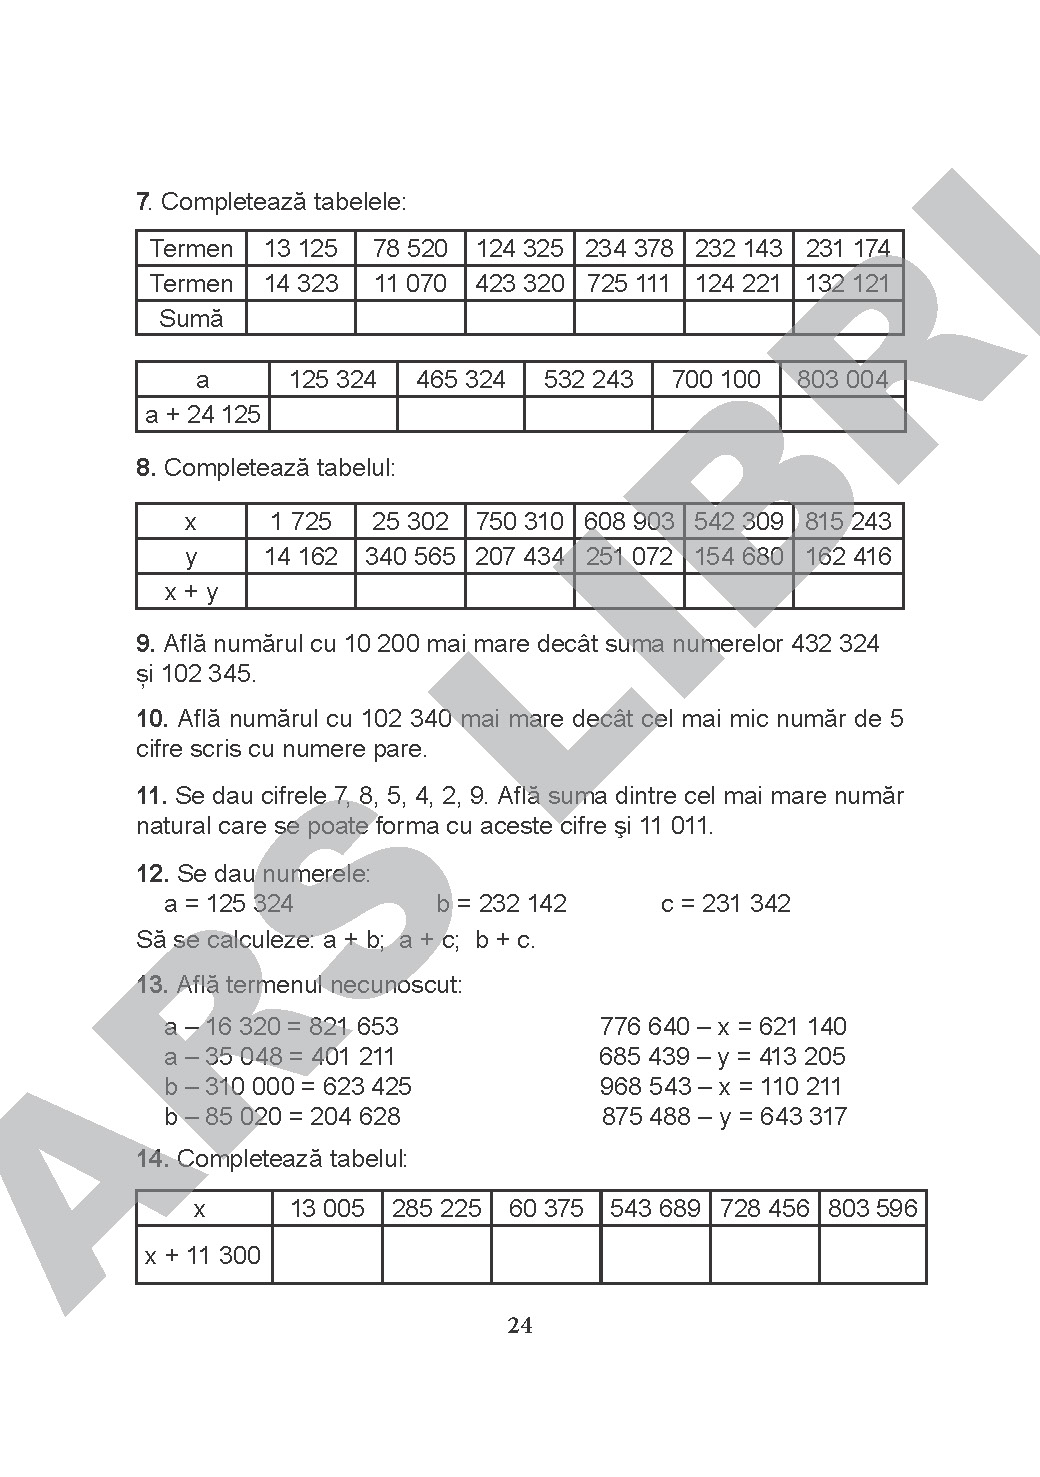 7. Completează tabelele:
Termen 13 125 78 520 124 325 234 378 232 143 231 174
Termen 14 323 11 070 423 320 725 111 124 221 132 121
Sumă
a 125 324 465 324 532 243 700 100 803 004
a + 24 125
8. Completează tabelul:
x 1 725 25 302 750 310 608 903 542 309 815 243
y 14 162 340 565 207 434 251 072 154 680 162 416
x + y
9. Află numărul cu 10 200 mai mare decât suma numerelor 432 324
și 102 345.
10. Află numărul cu 102 340 mai mare decât cel mai mic număr de 5
cifre scris cu numere pare.
11. Se dau cifrele 7, 8, 5, 4, 2, 9. Află suma dintre cel mai mare număr
natural care se poate forma cu aceste cifre şi 11 011.
12. Se dau numerele:
a = 125 324 b = 232 142 c = 231 342
Să se calculeze: a + b; a + c; b + c.
13. Află termenul necunoscut:
a – 16 320 = 821 653 776 640 – x = 621 140
a – 35 048 = 401 211 685 439 – y = 413 205
b – 310 000 = 623 425 968 543 – x = 110 211
b – 85 020 = 204 628 875 488 – y = 643 317
14. Completează tabelul:
x 13 005 285 225 60 375 543 689 728 456 803 596
x + 11 300
24
ARS LIBRI